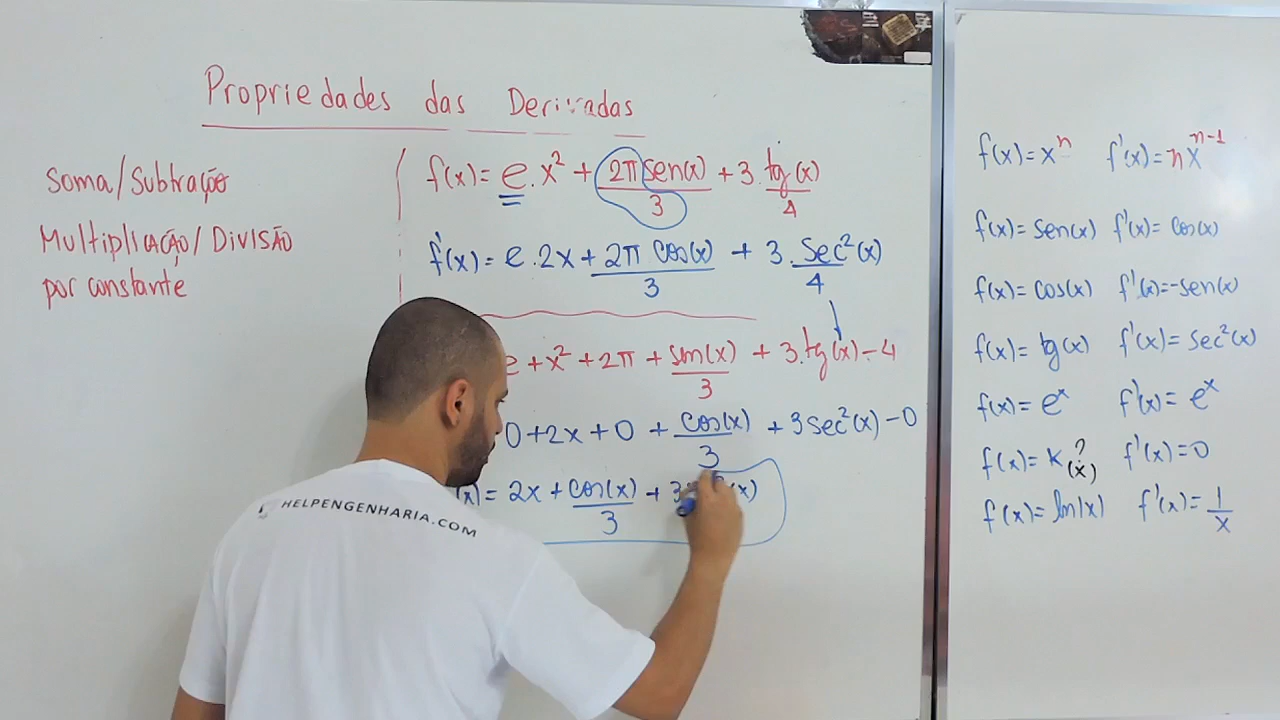 Propriedades das Derivadas
Soma/Subtração
Multiplicação/Divisão
por constante
f(x) = e.x² + 2π sen(x)/3 + 3.tg(x)/4
f'(x) = e.2x + 2π cos(x)/3 + 3.sec²(x)/4
e + x² + 2π + sen(x)/3 + 3.tg(x) - 4
0 + 2x + 0 + cos(x)/3 + 3sec²(x) - 0
(x) = 2x + cos(x)/3 + 3 (x)
f(x) = xⁿ f'(x) = nxⁿ⁻¹
f(x) = sen(x) f'(x) = cos(x)
f(x) = cos(x) f'(x) = -sen(x)
f(x) = tg(x) f'(x) = sec²(x)
f(x) = eˣ f'(x) = eˣ
f(x) = K ? (x) f'(x) = 0
f(x) = ln(x) f'(x) = 1/x
HELPENGENHARIA.COM